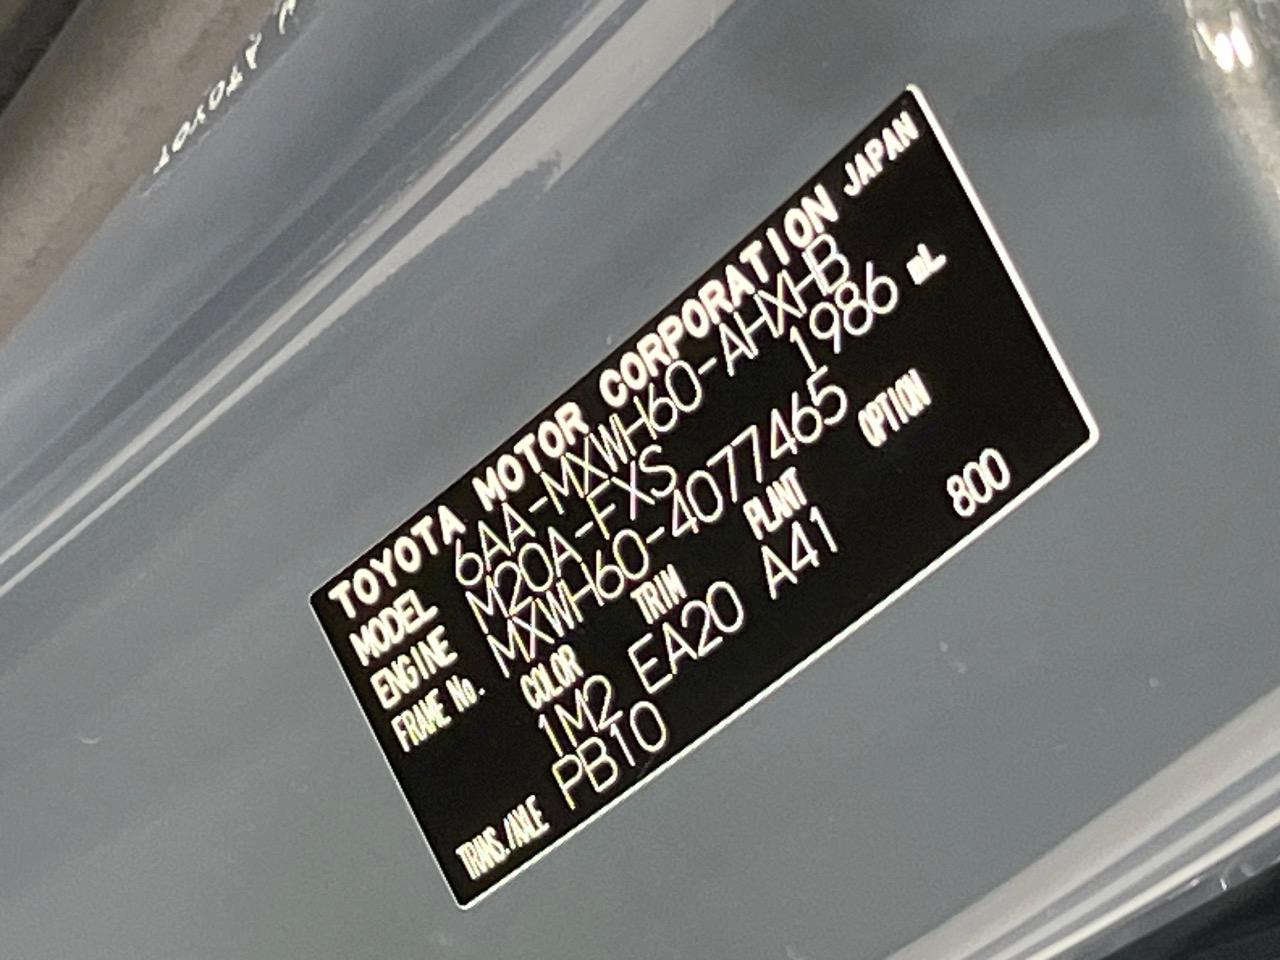 TOYOTA MOTOR CORPORATION JAPAN
MODEL 6AA-MXWH60-AHXHB
ENGINE M20A-FXS 1986 mL
FRAME No. MXWH60-4077465
COLOR TRIM PLANT OPTION
1M2 EA20 A41 800
TRANS./AXLE PB10